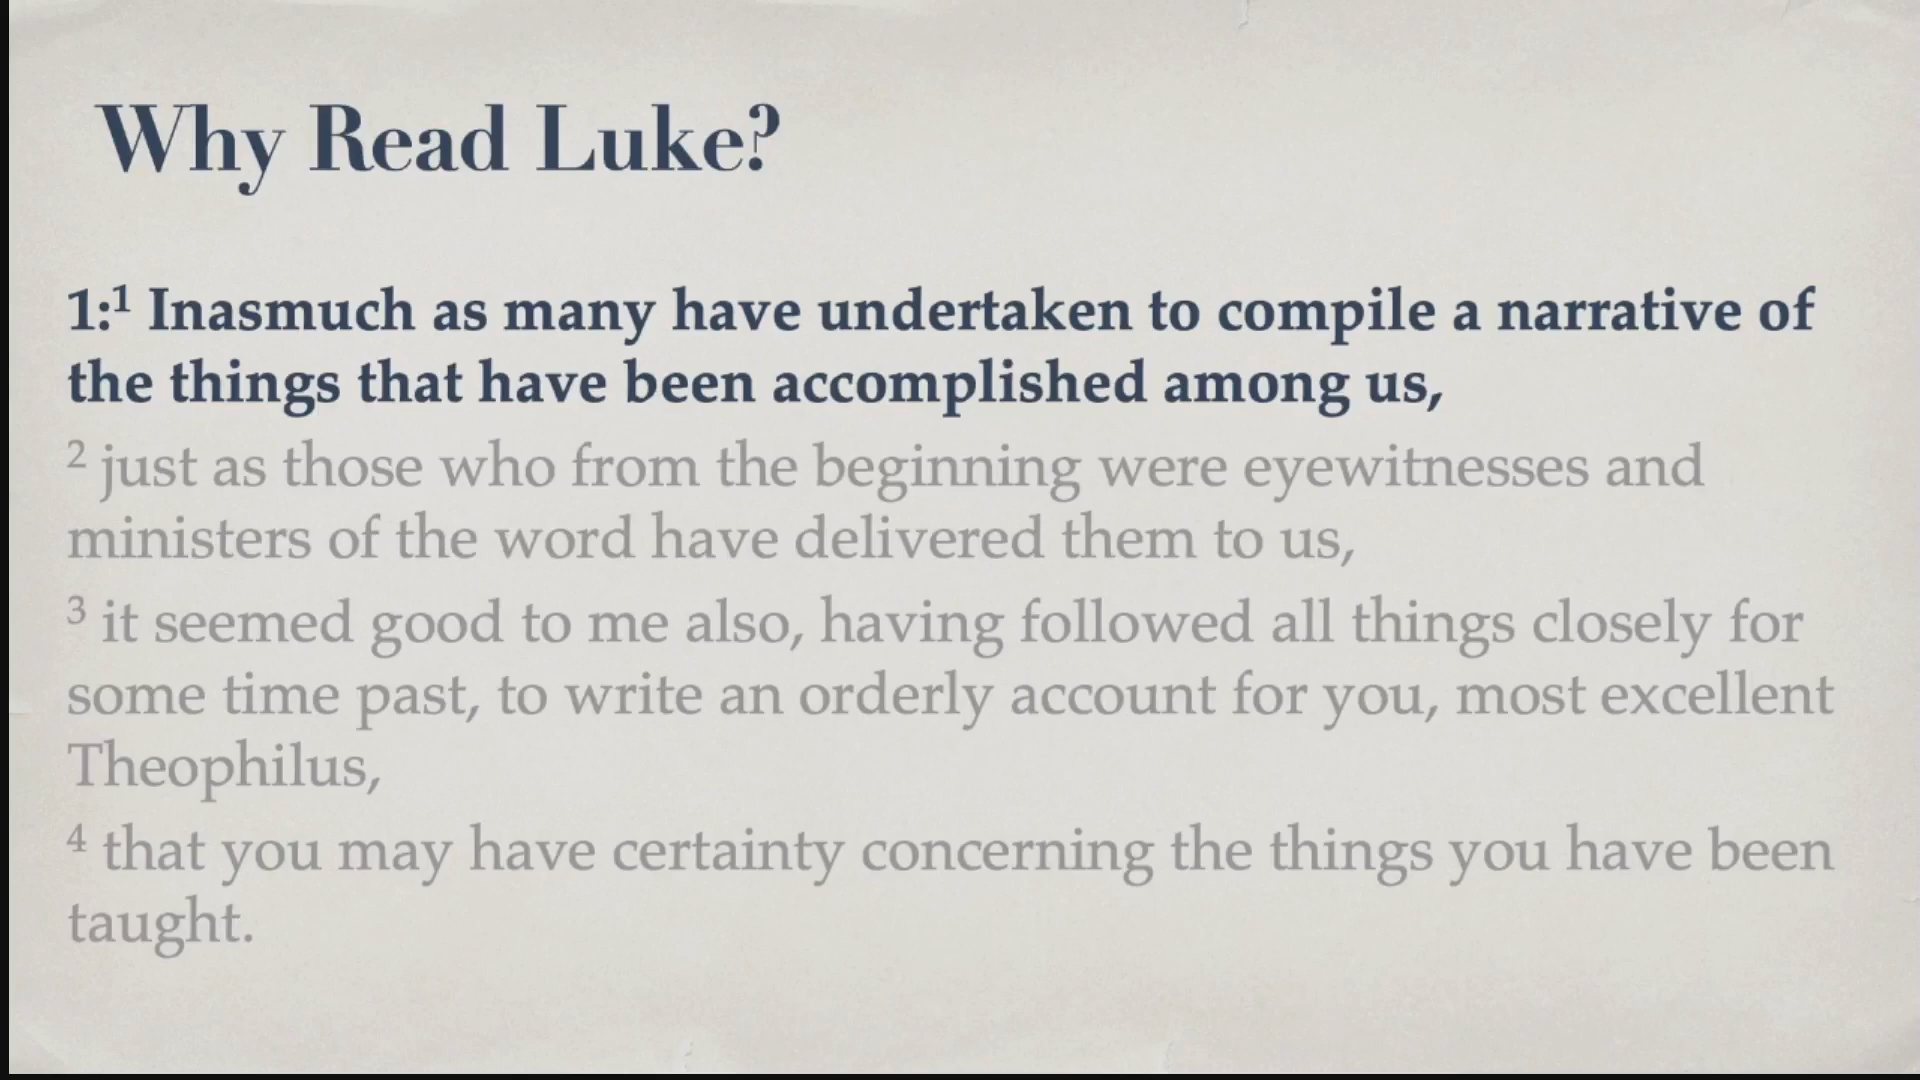 Why Read Luke?
1:¹ Inasmuch as many have undertaken to compile a narrative of
the things that have been accomplished among us,
² just as those who from the beginning were eyewitnesses and
ministers of the word have delivered them to us,
³ it seemed good to me also, having followed all things closely for
some time past, to write an orderly account for you, most excellent
Theophilus,
⁴ that you may have certainty concerning the things you have been
taught.